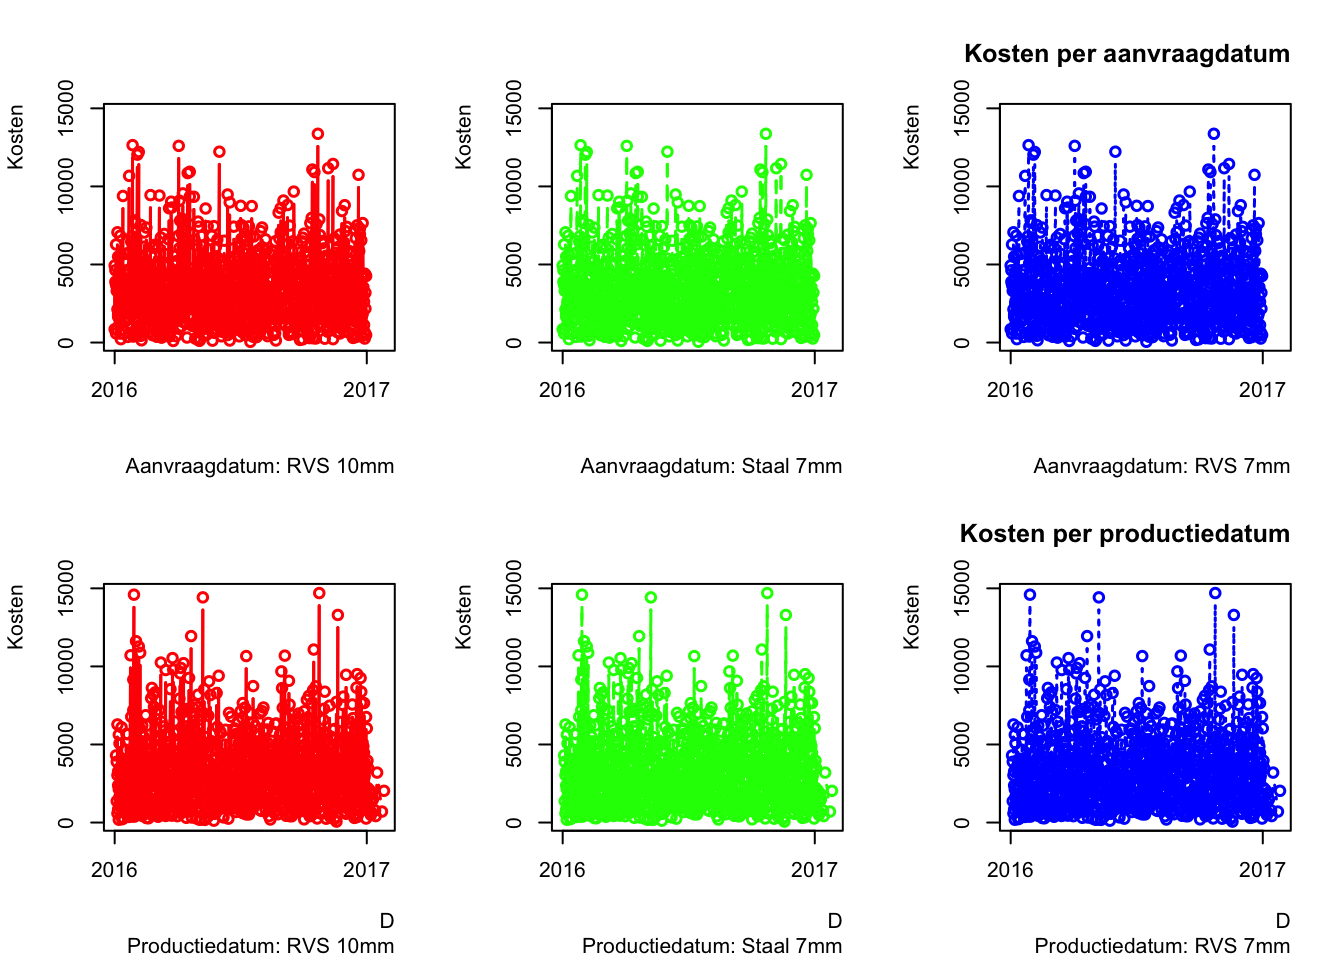 Kosten per aanvraagdatum
Kosten
15000
10000
5000
0
2016
2017
Aanvraagdatum: RVS 10mm
Kosten
15000
10000
5000
0
2016
2017
Aanvraagdatum: Staal 7mm
Kosten
15000
10000
5000
0
2016
2017
Aanvraagdatum: RVS 7mm
Kosten per productiedatum
Kosten
15000
10000
5000
0
2016
2017
D
Productiedatum: RVS 10mm
Kosten
15000
10000
5000
0
2016
2017
D
Productiedatum: Staal 7mm
Kosten
15000
10000
5000
0
2016
2017
D
Productiedatum: RVS 7mm